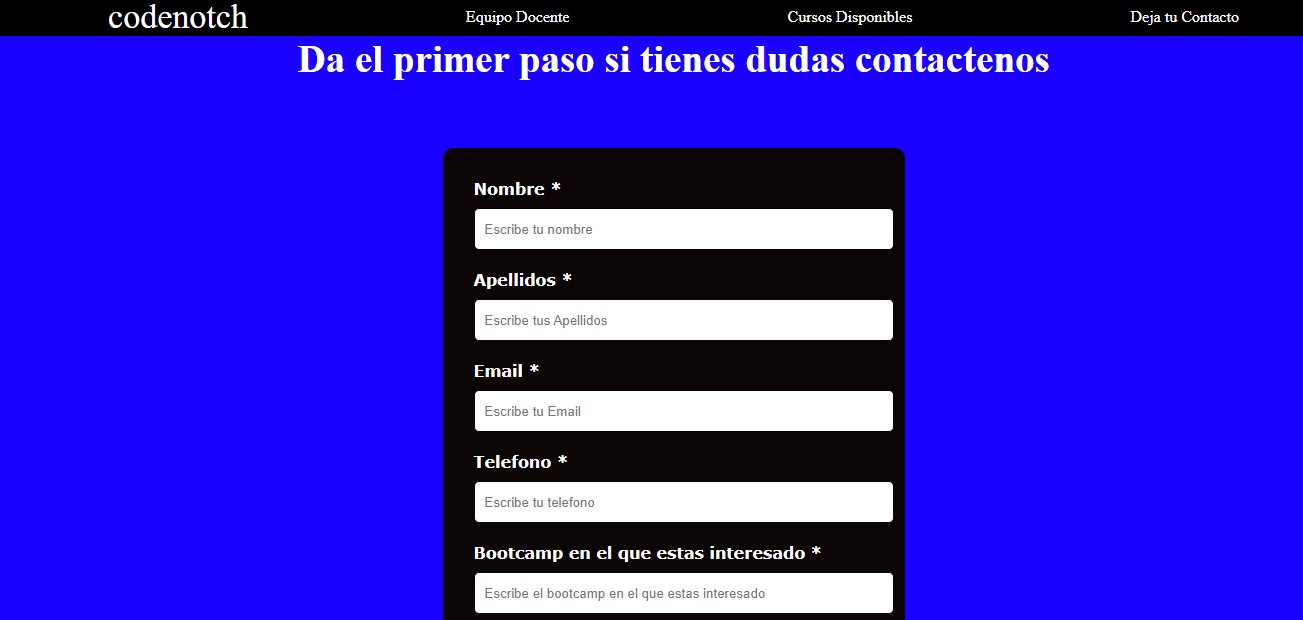 codenotch Equipo Docente Cursos Disponibles Deja tu Contacto
Da el primer paso si tienes dudas contactenos
Nombre *
Escribe tu nombre
Apellidos *
Escribe tus Apellidos
Email *
Escribe tu Email
Telefono *
Escribe tu telefono
Bootcamp en el que estas interesado *
Escribe el bootcamp en el que estas interesado